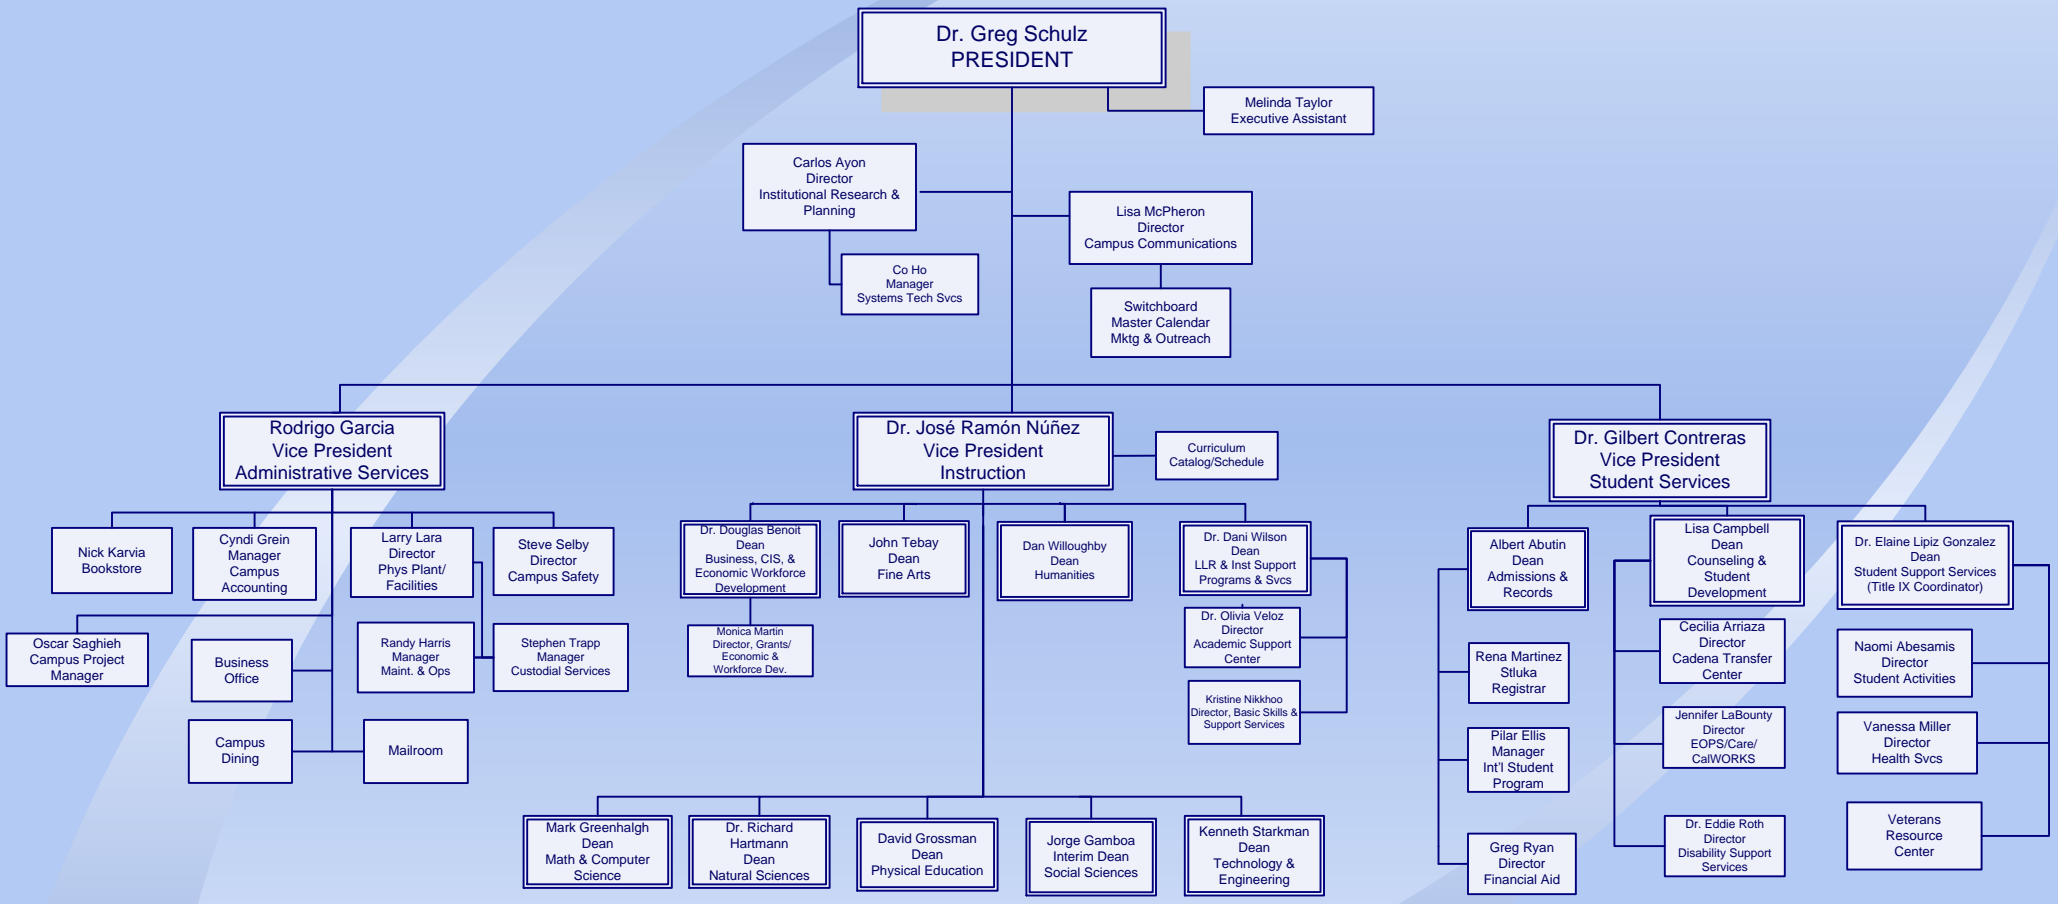 Dr. Greg Schulz
PRESIDENT
Melinda Taylor
Executive Assistant
Carlos Ayon
Director
Institutional Research &
Planning
Lisa McPheron
Director
Campus Communications
Co Ho
Manager
Systems Tech Svcs
Switchboard
Master Calendar
Mktg & Outreach
Rodrigo Garcia
Vice President
Administrative Services
Dr. José Ramón Núñez
Vice President
Instruction
Curriculum
Catalog/Schedule
Dr. Gilbert Contreras
Vice President
Student Services
Nick Karvia
Bookstore
Cyndi Grein
Manager
Campus
Accounting
Larry Lara
Director
Phys Plant/
Facilities
Steve Selby
Director
Campus Safety
Oscar Saghieh
Campus Project
Manager
Business
Office
Randy Harris
Manager
Maint. & Ops
Stephen Trapp
Manager
Custodial Services
Campus
Dining
Mailroom
Dr. Douglas Benoit
Dean
Business, CIS, &
Economic Workforce
Development
John Tebay
Dean
Fine Arts
Dan Willoughby
Dean
Humanities
Dr. Dani Wilson
Dean
LLR & Inst Support
Programs & Svcs
Monica Martin
Director, Grants/
Economic &
Workforce Dev.
Dr. Olivia Veloz
Director
Academic Support
Center
Kristine Nikkhoo
Director, Basic Skills &
Support Services
Mark Greenhalgh
Dean
Math & Computer
Science
Dr. Richard
Hartmann
Dean
Natural Sciences
David Grossman
Dean
Physical Education
Jorge Gamboa
Interim Dean
Social Sciences
Kenneth Starkman
Dean
Technology &
Engineering
Albert Abutin
Dean
Admissions &
Records
Lisa Campbell
Dean
Counseling &
Student
Development
Dr. Elaine Lipiz Gonzalez
Dean
Student Support Services
(Title IX Coordinator)
Rena Martinez
Stluka
Registrar
Cecilia Arriaza
Director
Cadena Transfer
Center
Naomi Abesamis
Director
Student Activities
Pilar Ellis
Manager
Int'l Student
Program
Jennifer LaBounty
Director
EOPS/Care/
CalWORKS
Vanessa Miller
Director
Health Svcs
Greg Ryan
Director
Financial Aid
Dr. Eddie Roth
Director
Disability Support
Services
Veterans
Resource
Center